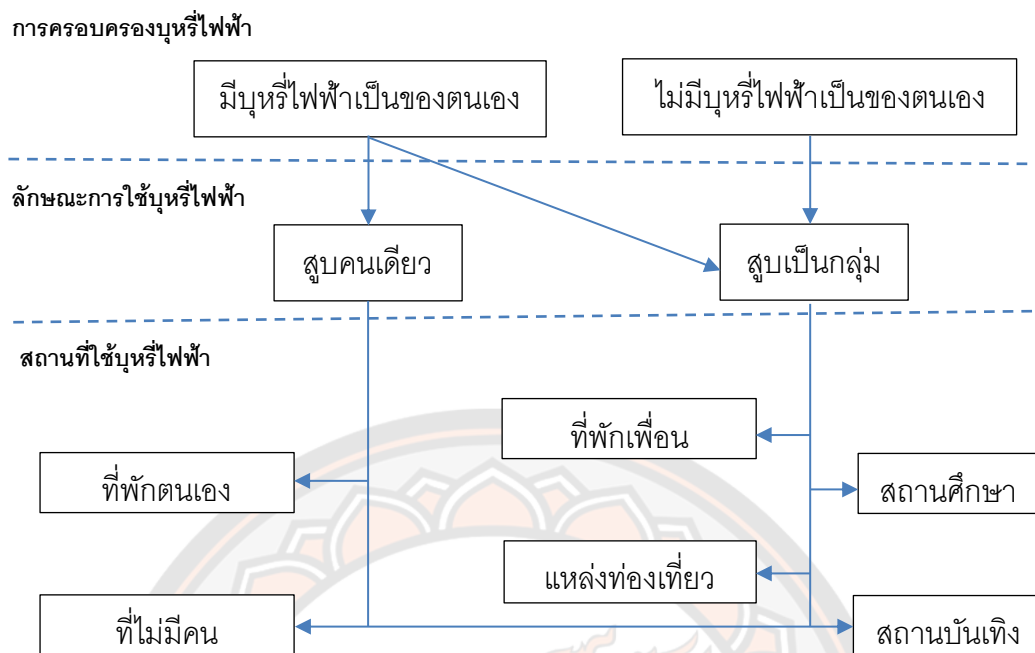 การครอบครองบุหรี่ไฟฟ้า
มีบุหรี่ไฟฟ้าเป็นของตนเอง
ไม่มีบุหรี่ไฟฟ้าเป็นของตนเอง
ลักษณะการใช้บุหรี่ไฟฟ้า
สูบคนเดียว
สูบเป็นกลุ่ม
สถานที่ใช้บุหรี่ไฟฟ้า
ที่พักเพื่อน
ที่พักตนเอง
สถานศึกษา
แหล่งท่องเที่ยว
ที่ไม่มีคน
สถานบันเทิง